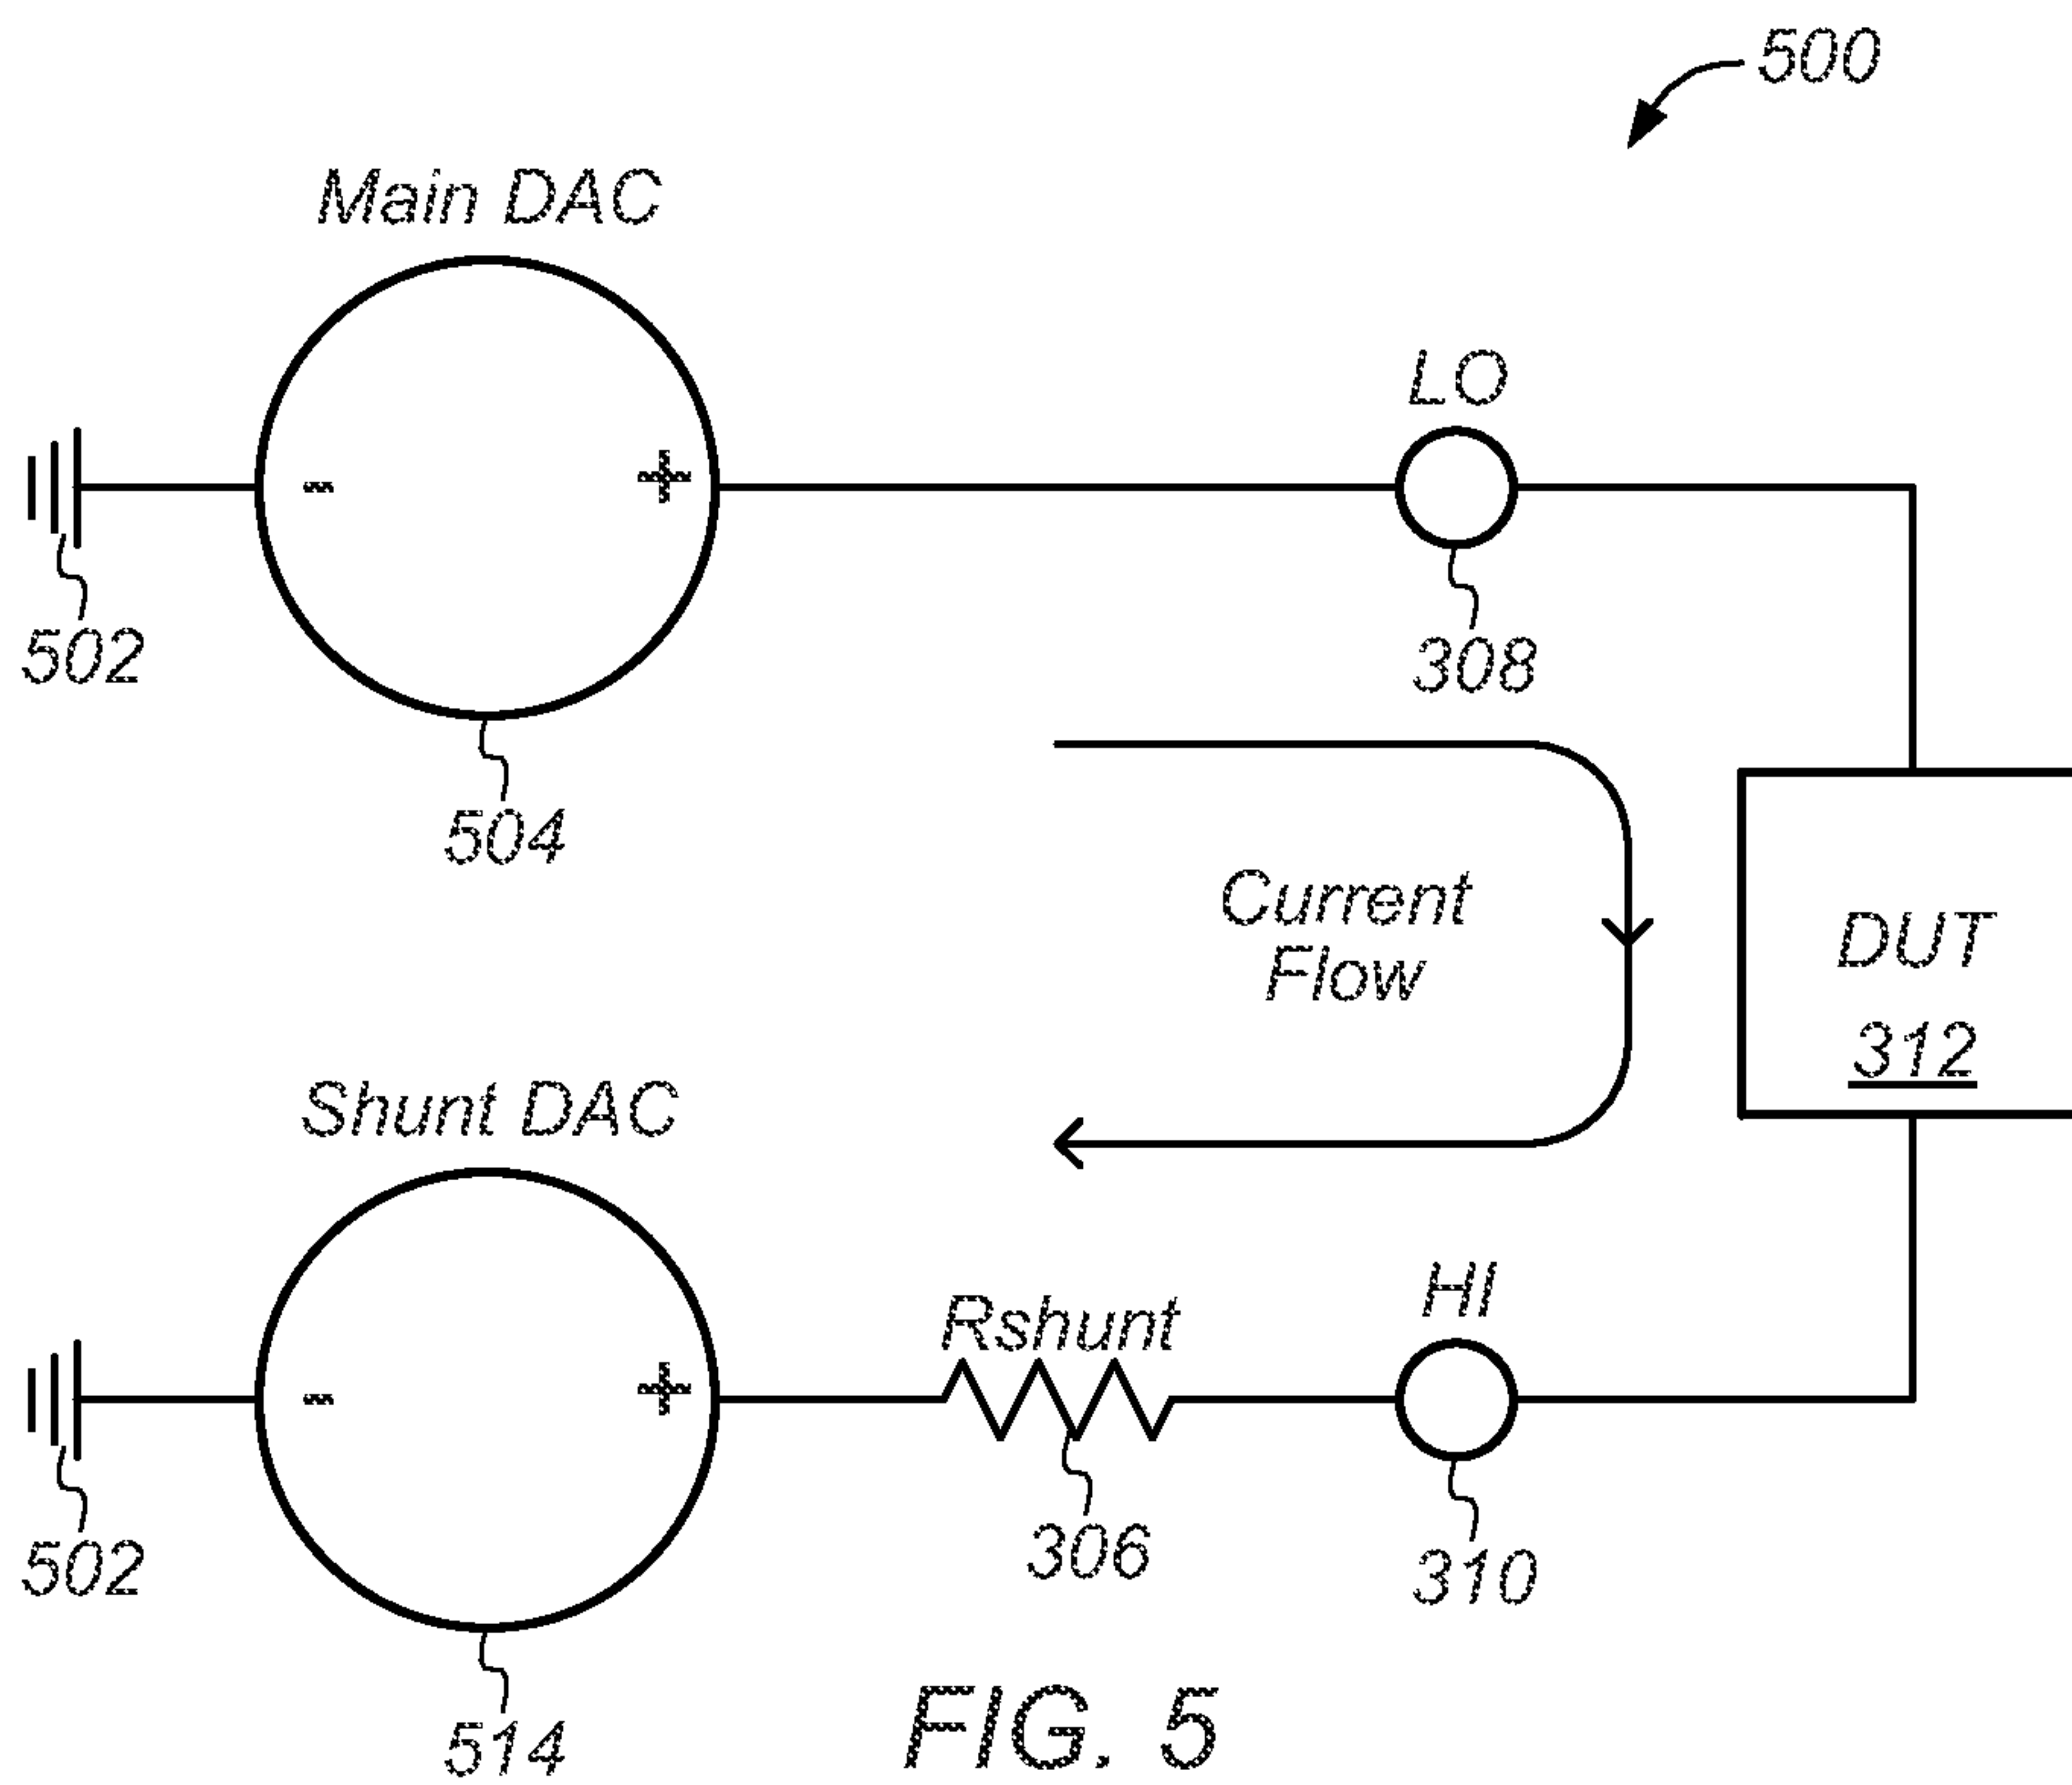 500
Main DAC
LO
-
+
502
308
504
Current
Flow
DUT
312
Shunt DAC
HI
Rshunt
-
+
306
502
310
514
FIG. 5